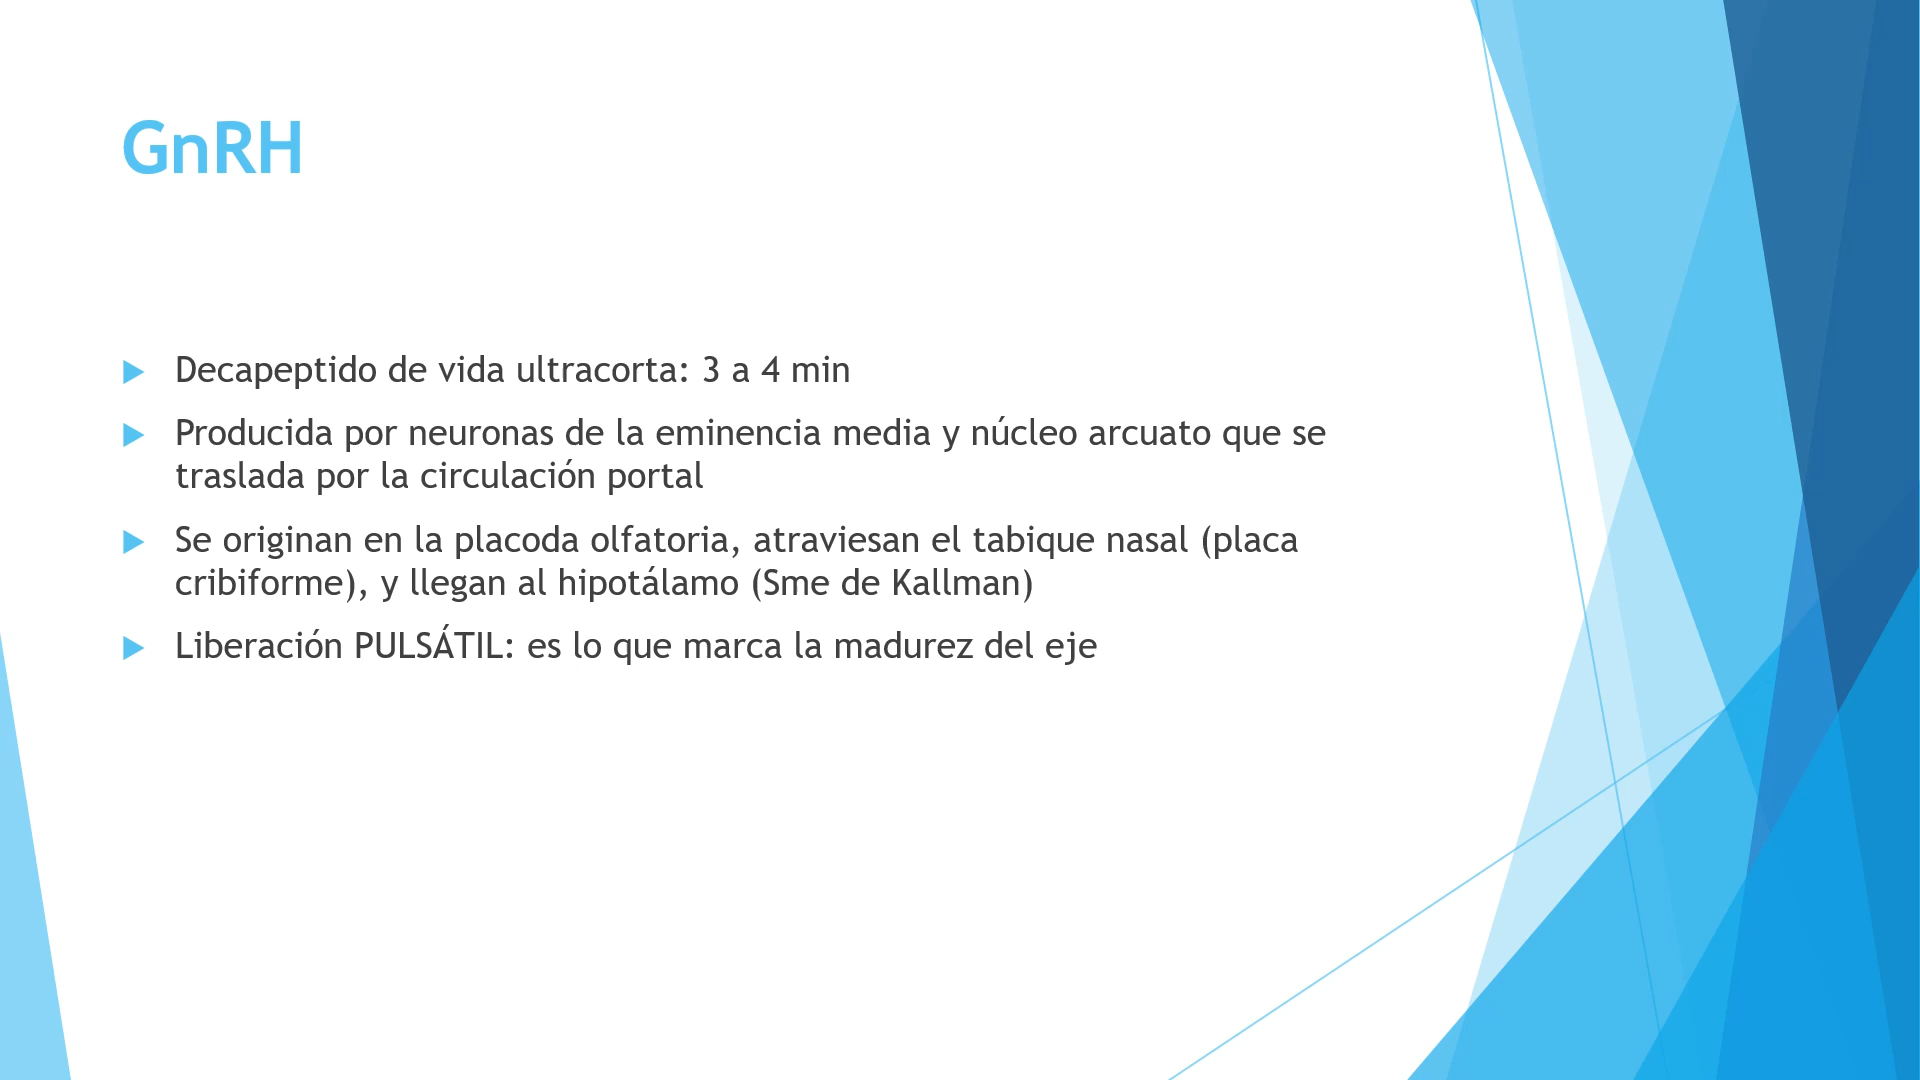 GnRH
Decapeptido de vida ultracorta: 3 a 4 min
Producida por neuronas de la eminencia media y núcleo arcuato que se
traslada por la circulación portal
Se originan en la placoda olfatoria, atraviesan el tabique nasal (placa
cribiforme), y llegan al hipotálamo (Sme de Kallman)
Liberación PULSÁTIL: es lo que marca la madurez del eje